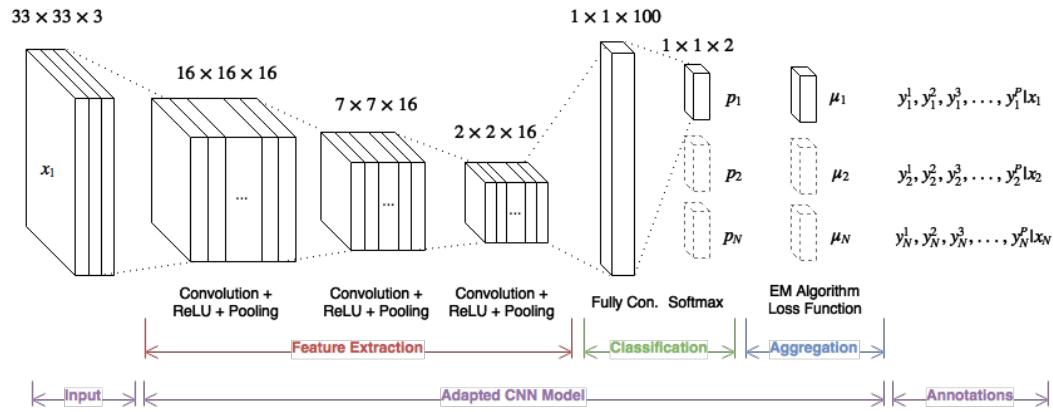 33 × 33 × 3
1 × 1 × 100
1 × 1 × 2
16 × 16 × 16
7 × 7 × 16
2 × 2 × 16
x₁
...
...
...
p₁
μ₁
y₁¹, y₁², y₁³, . . . , y₁ᴾ|x₁
p₂
μ₂
y₂¹, y₂², y₂³, . . . , y₂ᴾ|x₂
p_N
μ_N
y_N¹, y_N², y_N³, . . . , y_Nᴾ|x_N
Convolution +
ReLU + Pooling
Convolution +
ReLU + Pooling
Convolution +
ReLU + Pooling
Fully Con.
Softmax
EM Algorithm
Loss Function
Feature Extraction
Classification
Aggregation
Input
Adapted CNN Model
Annotations